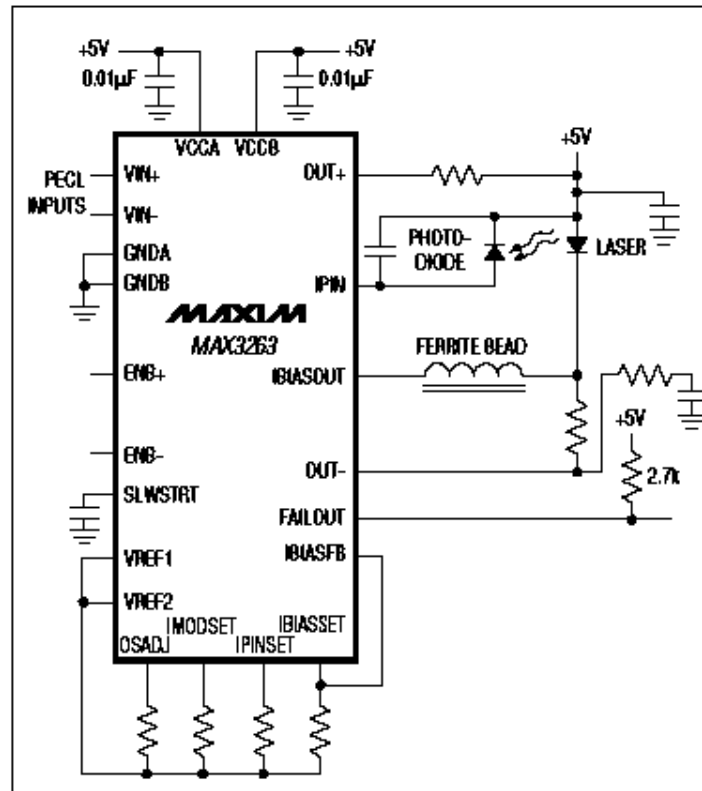 +5V
+5V
0.01µF
0.01µF
VCCA
VCCB
+5V
PECL
INPUTS
VIN+
VIN-
GNDA
GNDB
ENB+
ENB-
SLWSTRT
VREF1
VREF2
OUT+
IPIN
IBIASOUT
OUT-
FAILOUT
IBIASFB
MAXIM
MAX3263
PHOTO-
DIODE
LASER
FERRITE BEAD
+5V
2.7k
OSADJ
IMODSET
IPINSET
IBIASSET